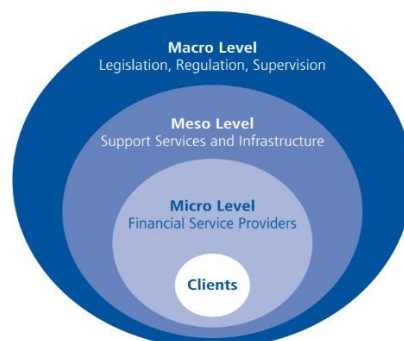 Macro Level
Legislation, Regulation, Supervision
Meso Level
Support Services and Infrastructure
Micro Level
Financial Service Providers
Clients